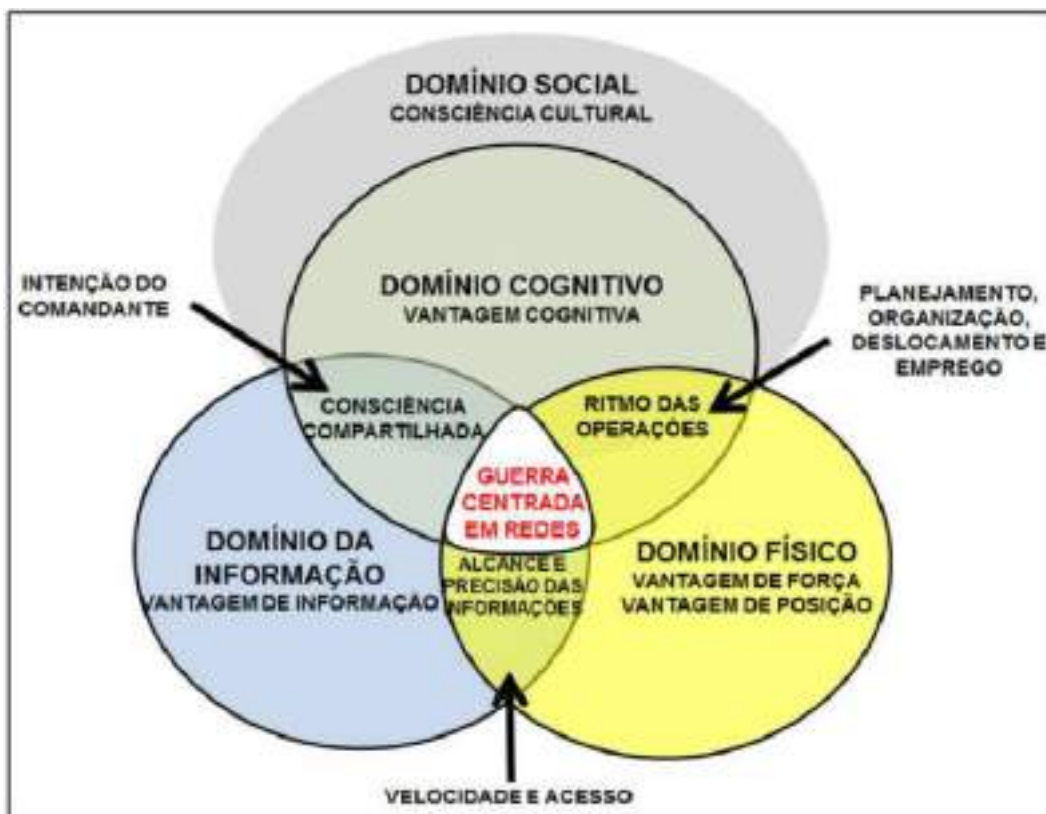 DOMÍNIO SOCIAL
CONSCIÊNCIA CULTURAL
DOMÍNIO COGNITIVO
VANTAGEM COGNITIVA
INTENÇÃO DO
COMANDANTE
PLANEJAMENTO,
ORGANIZAÇÃO,
DESLOCAMENTO E
EMPREGO
CONSCIÊNCIA
COMPARTILHADA
RITMO DAS
OPERAÇÕES
GUERRA
CENTRADA
EM REDES
DOMÍNIO DA
INFORMAÇÃO
VANTAGEM DE INFORMAÇÃO
ALCANCE E
PRECISÃO DAS
INFORMAÇÕES
DOMÍNIO FÍSICO
VANTAGEM DE FORÇA
VANTAGEM DE POSIÇÃO
VELOCIDADE E ACESSO